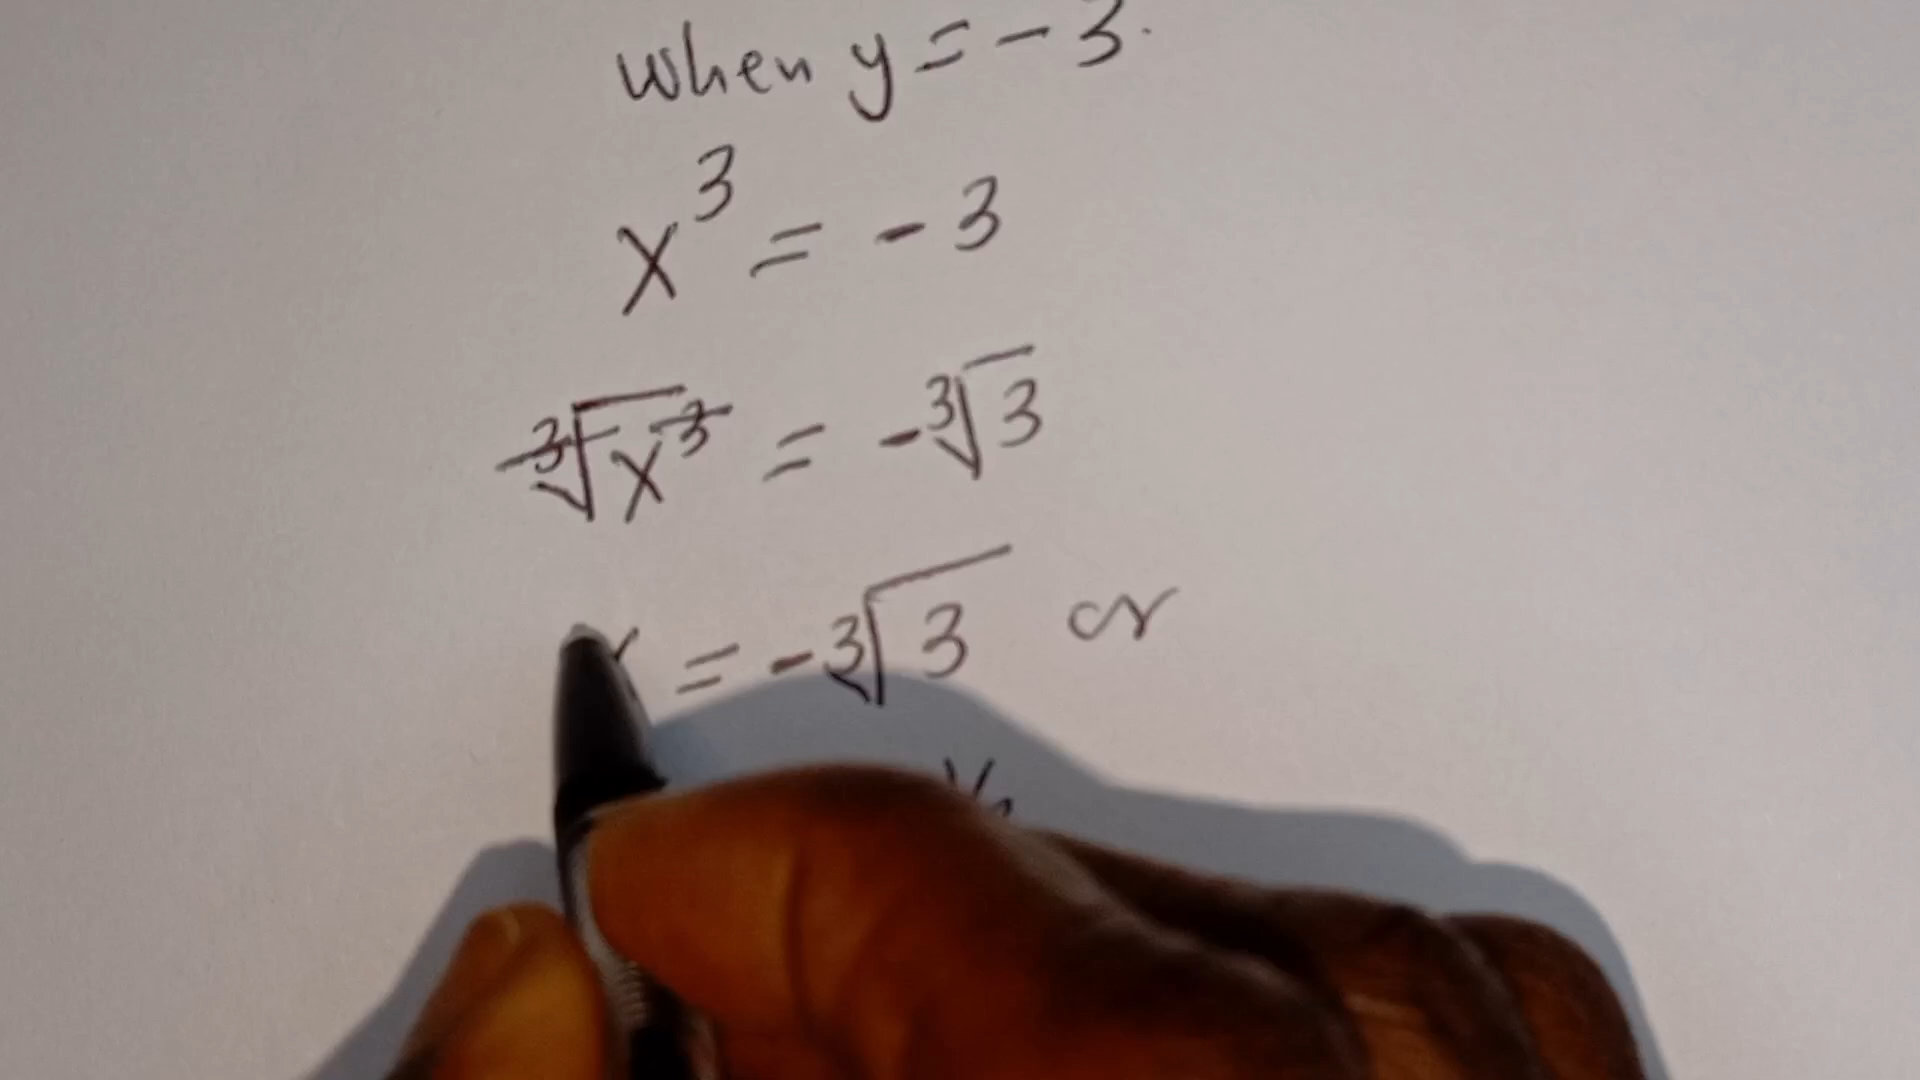 When y = -3.
x³ = -3
∛x³ = -∛3
x = -∛3 or